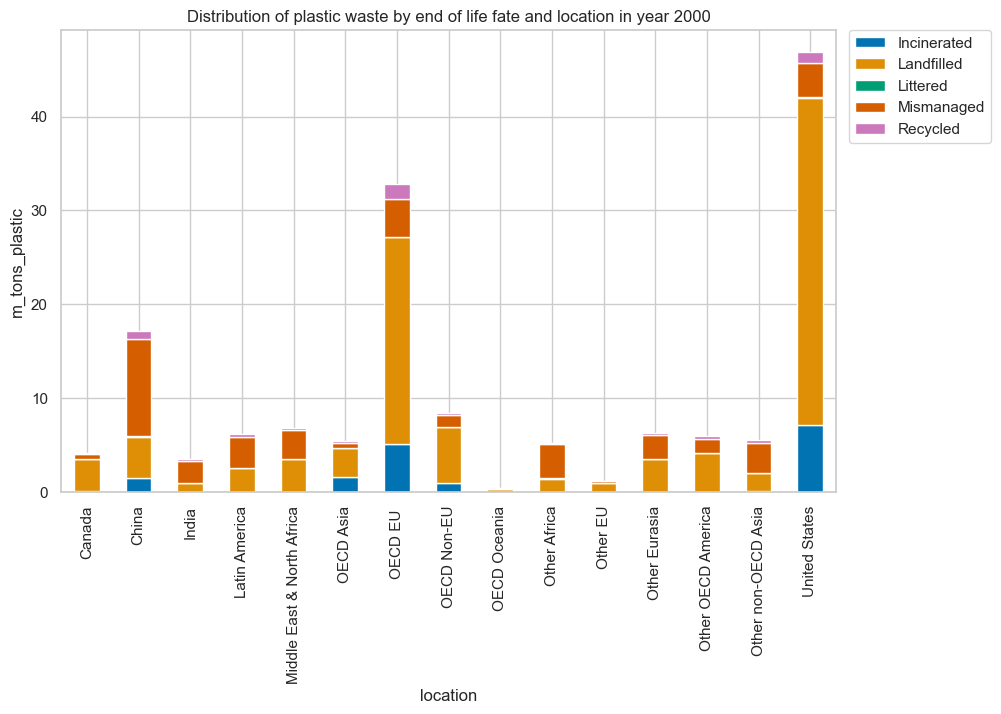 Distribution of plastic waste by end of life fate and location in year 2000
Incinerated
Landfilled
Littered
Mismanaged
Recycled
m_tons_plastic
40
30
20
10
0
Canada
China
India
Latin America
Middle East & North Africa
OECD Asia
OECD EU
OECD Non-EU
OECD Oceania
Other Africa
Other EU
Other Eurasia
Other OECD America
Other non-OECD Asia
United States
location